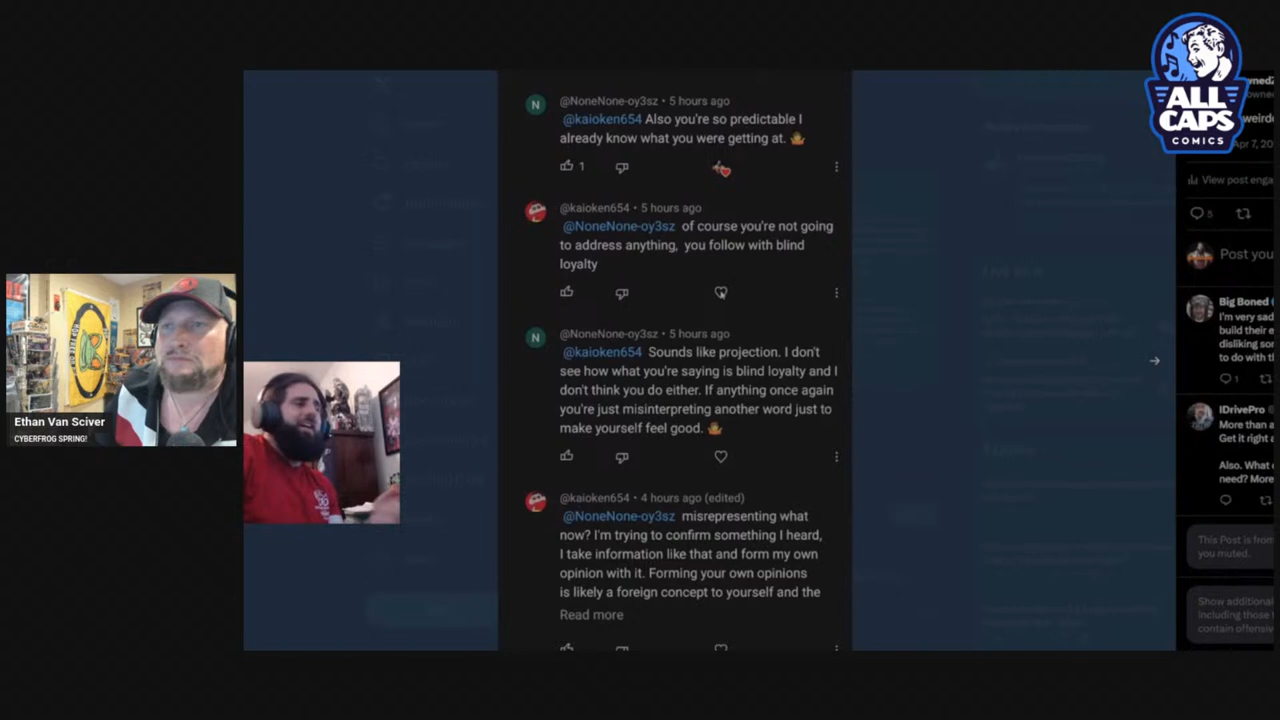 ALL
CAPS
COMICS
N
@NoneNone-oy3sz • 5 hours ago
@kaioken654 Also you're so predictable I
already know what you were getting at. 🤷
1
@kaioken654 • 5 hours ago
@NoneNone-oy3sz of course you're not going
to address anything, you follow with blind
loyalty
N
@NoneNone-oy3sz • 5 hours ago
@kaioken654 Sounds like projection. I don't
see how what you're saying is blind loyalty and I
don't think you do either. If anything once again
you're just misinterpreting another word just to
make yourself feel good. 🤷
@kaioken654 • 4 hours ago (edited)
@NoneNone-oy3sz misrepresenting what
now? I'm trying to confirm something I heard,
I take information like that and form my own
opinion with it. Forming your own opinions
is likely a foreign concept to yourself and the
Read more
Ethan Van Sciver
CYBERFROG SPRING!
Apr 7, 20
View post enga
5
Post you
Big Boned
I'm very sad
build their e
disliking son
to do with th
1
IDrivePro
More than a
Get it right a
Also. What
need? More
This Post is from
you muted.
Show additional
including those
contain offensiv